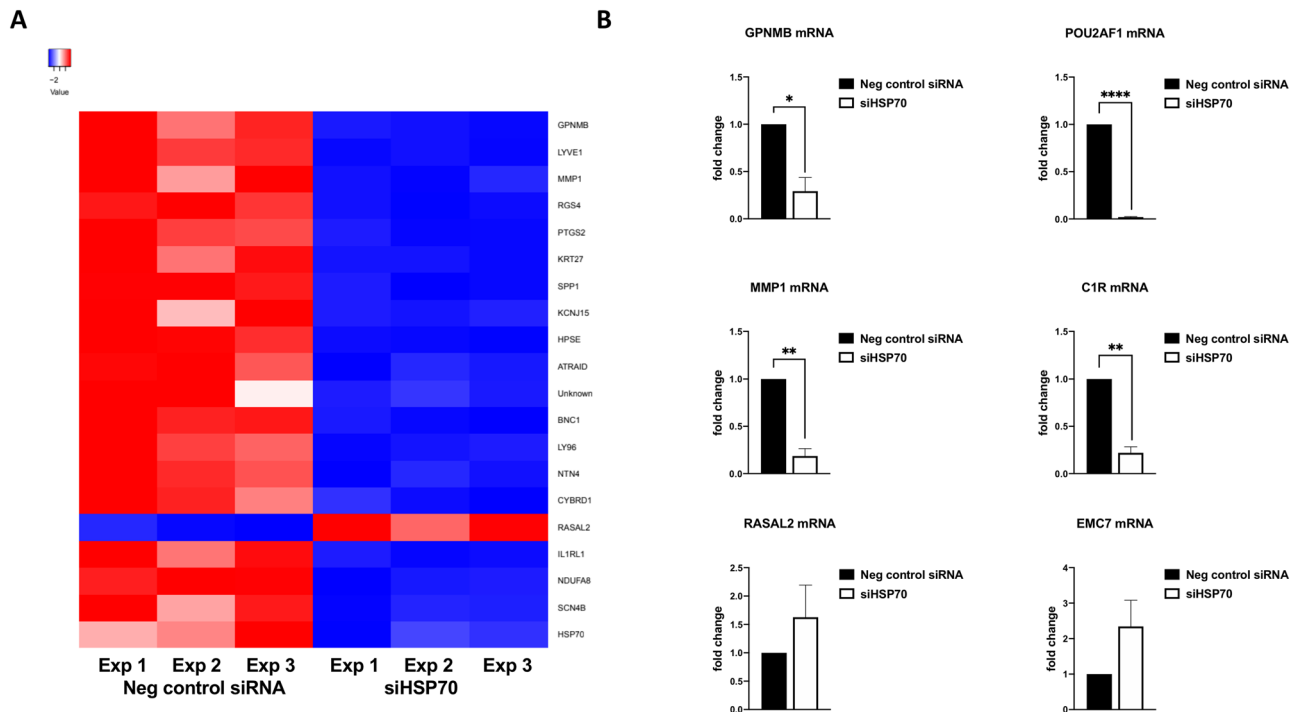 A
−2
Value
GPNMB
LYVE1
MMP1
RGS4
PTGS2
KRT27
SPP1
KCNJ15
HPSE
ATRAID
Unknown
BNC1
LY96
NTN4
CYBRD1
RASAL2
IL1RL1
NDUFA8
SCN4B
HSP70
Exp 1 Exp 2 Exp 3 Exp 1 Exp 2 Exp 3
Neg control siRNA siHSP70
B
GPNMB mRNA
fold change
1.5
1.0
0.5
0.0
*
Neg control siRNA
siHSP70
POU2AF1 mRNA
fold change
1.5
1.0
0.5
0.0
****
Neg control siRNA
siHSP70
MMP1 mRNA
fold change
1.5
1.0
0.5
0.0
**
Neg control siRNA
siHSP70
C1R mRNA
fold change
1.5
1.0
0.5
0.0
**
Neg control siRNA
siHSP70
RASAL2 mRNA
fold change
2.5
2.0
1.5
1.0
0.5
0.0
Neg control siRNA
siHSP70
EMC7 mRNA
fold change
4
3
2
1
0
Neg control siRNA
siHSP70